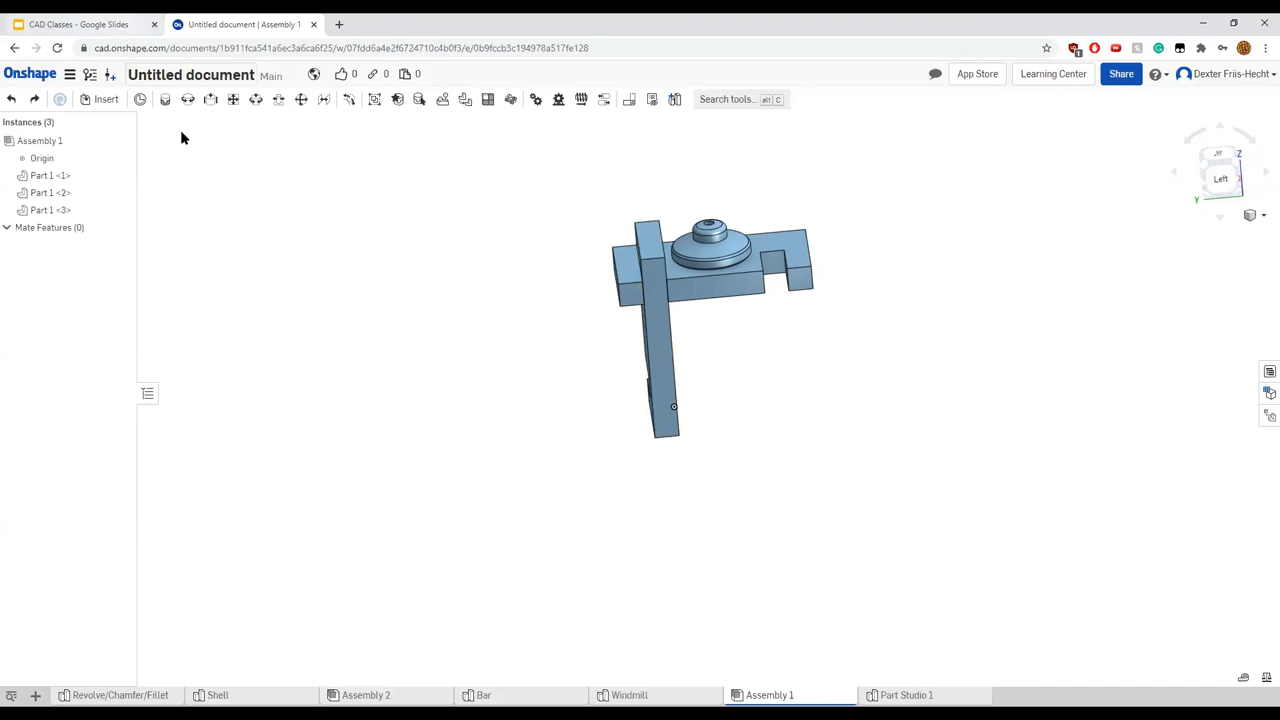 CAD Classes - Google Slides
Untitled document | Assembly 1
cad.onshape.com/documents/1b911fca541a6ec3a6ca6f25/w/07fdd6a4e2f6724710c4b0f3/e/0b9fccb3c194978a517fe128
Onshape
Untitled document Main
0 0 0
App Store Learning Center Share Dexter Friis-Hecht
Insert
Search tools... alt C
Instances (3)
Assembly 1
Origin
Part 1 <1>
Part 1 <2>
Part 1 <3>
Mate Features (0)
Z
Left
Y
Revolve/Chamfer/Fillet Shell Assembly 2 Bar Windmill Assembly 1 Part Studio 1